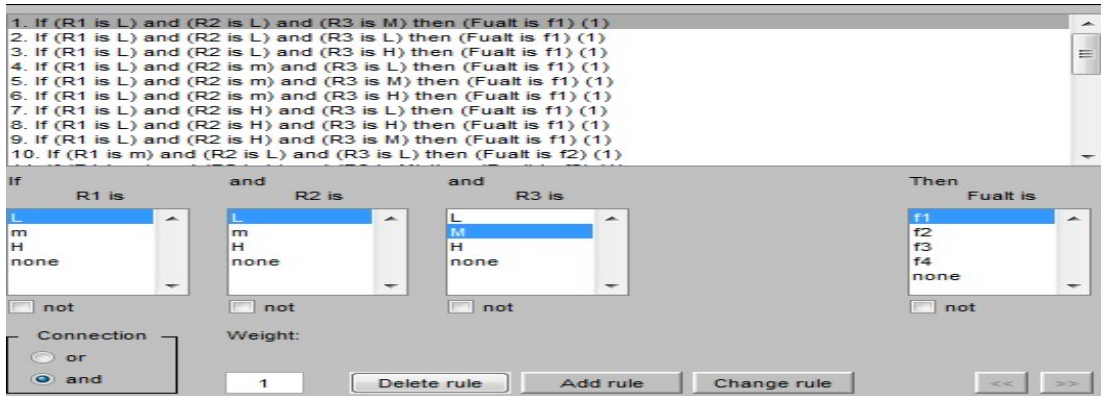 1. If (R1 is L) and (R2 is L) and (R3 is M) then (Fualt is f1) (1)
2. If (R1 is L) and (R2 is L) and (R3 is L) then (Fualt is f1) (1)
3. If (R1 is L) and (R2 is L) and (R3 is H) then (Fualt is f1) (1)
4. If (R1 is L) and (R2 is m) and (R3 is L) then (Fualt is f1) (1)
5. If (R1 is L) and (R2 is m) and (R3 is M) then (Fualt is f1) (1)
6. If (R1 is L) and (R2 is m) and (R3 is H) then (Fualt is f1) (1)
7. If (R1 is L) and (R2 is H) and (R3 is L) then (Fualt is f1) (1)
8. If (R1 is L) and (R2 is H) and (R3 is H) then (Fualt is f1) (1)
9. If (R1 is L) and (R2 is H) and (R3 is M) then (Fualt is f1) (1)
10. If (R1 is m) and (R2 is L) and (R3 is L) then (Fualt is f2) (1)
If and and Then
R1 is R2 is R3 is Fualt is
L L L f1
m m M f2
H H H f3
none none none f4
none
not not not not
Connection Weight:
or
and 1 Delete rule Add rule Change rule << >>